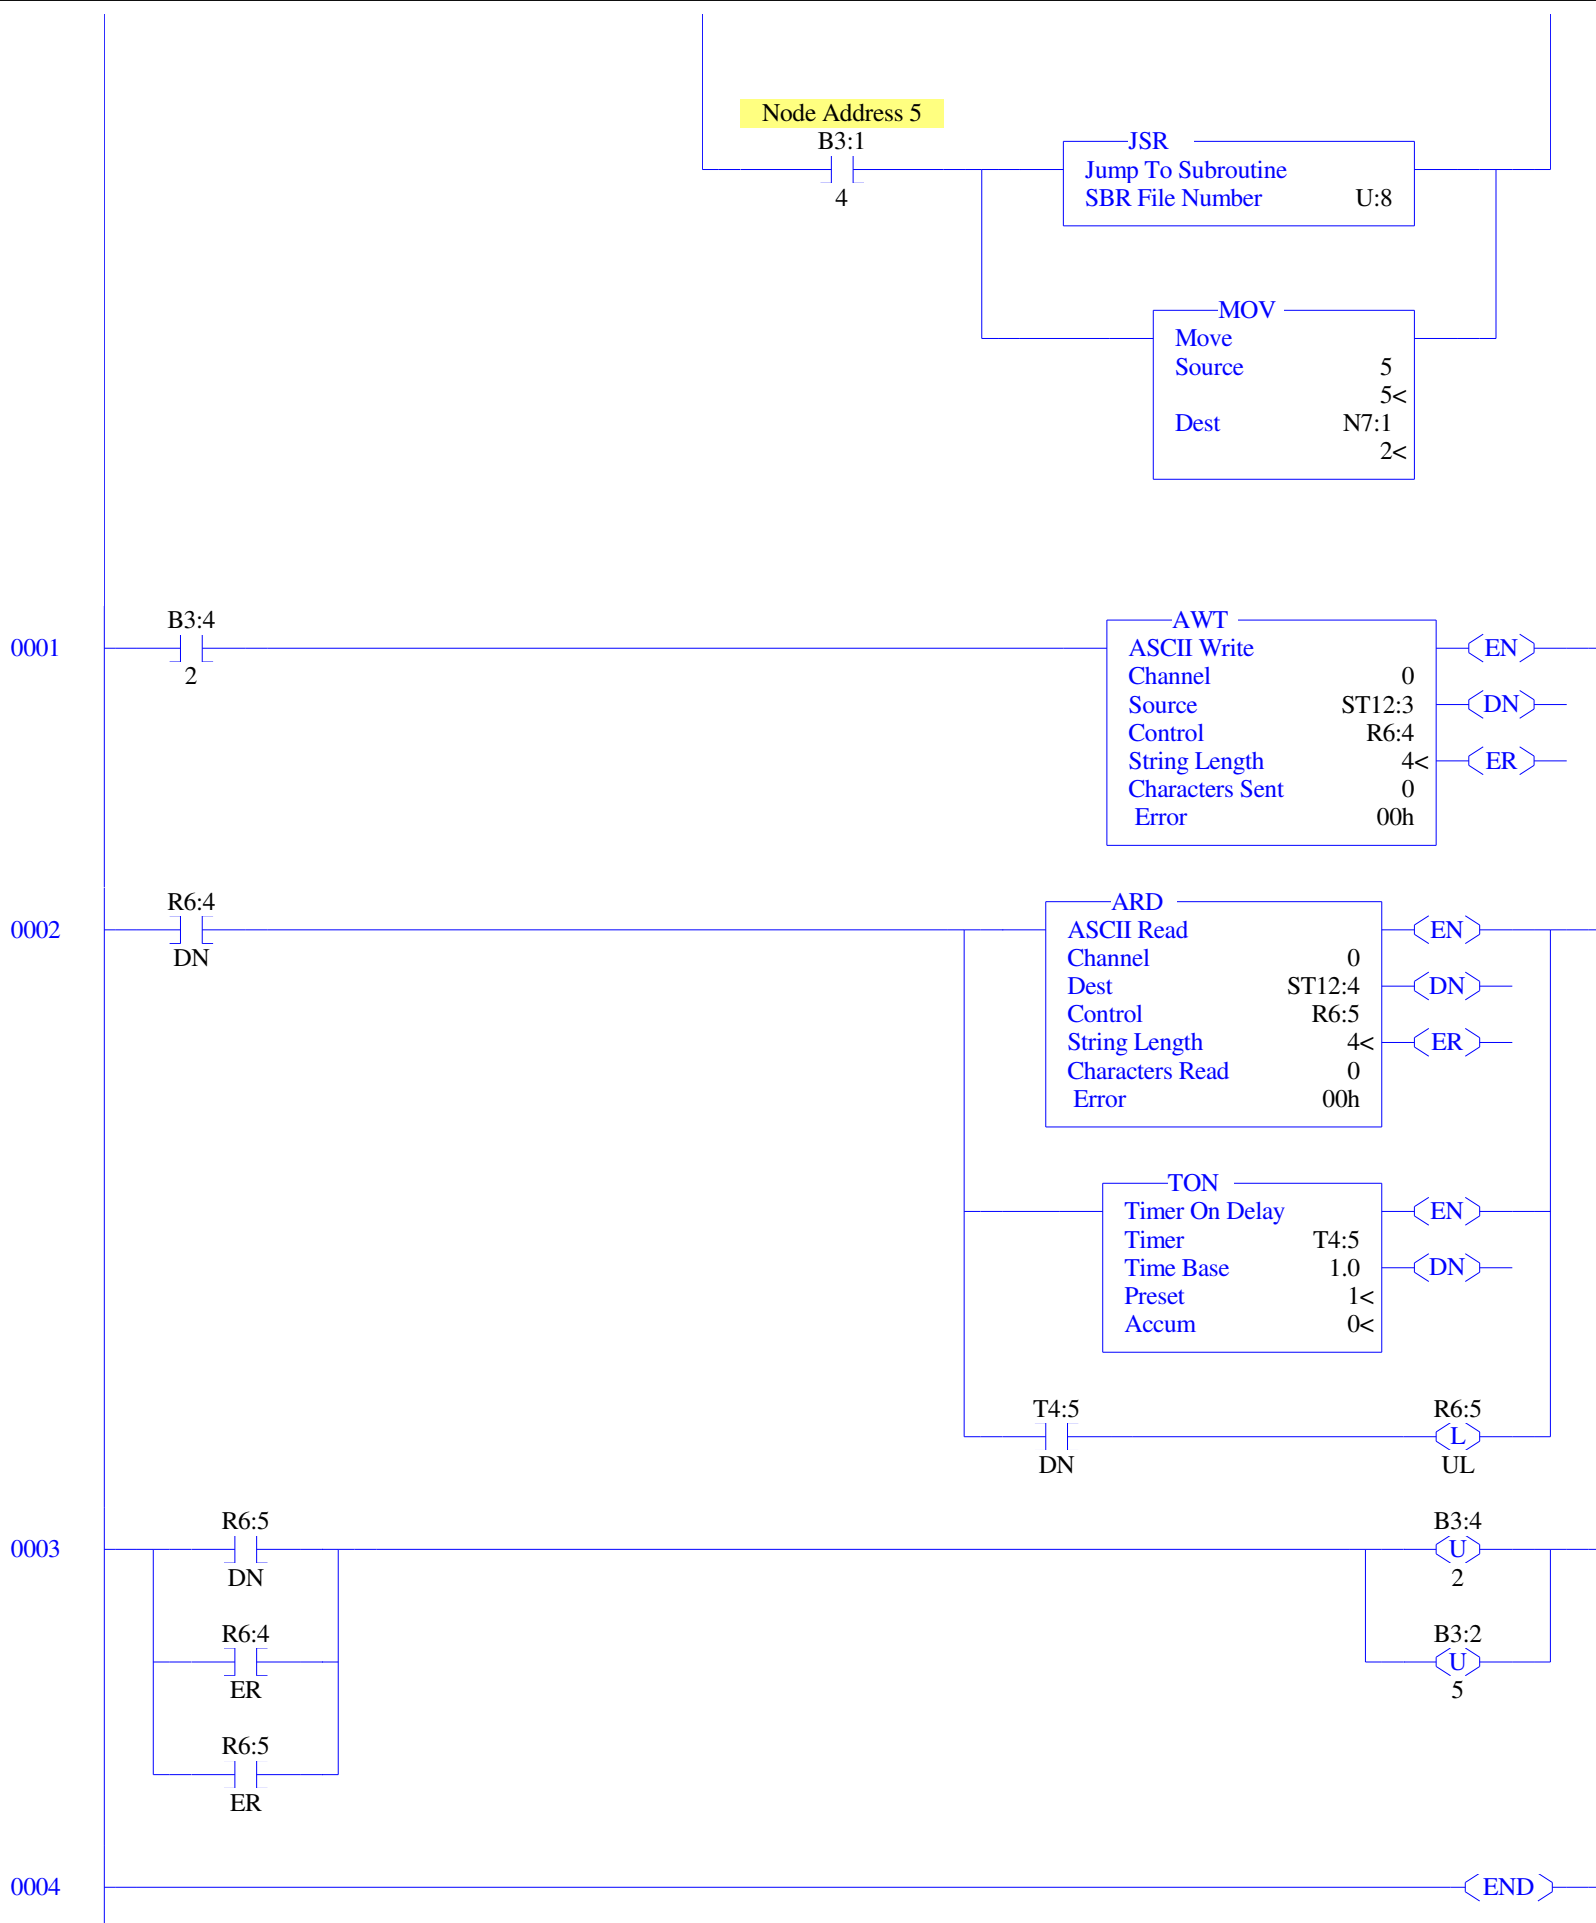 Node Address 5
B3:1
4
JSR
Jump To Subroutine
SBR File Number U:8
MOV
Move
Source 5
5<
Dest N7:1
2<
0001
B3:4
2
AWT
ASCII Write
Channel 0
Source ST12:3
Control R6:4
String Length 4<
Characters Sent 0
Error 00h
EN
DN
ER
0002
R6:4
DN
ARD
ASCII Read
Channel 0
Dest ST12:4
Control R6:5
String Length 4<
Characters Read 0
Error 00h
EN
DN
ER
TON
Timer On Delay
Timer T4:5
Time Base 1.0
Preset 1<
Accum 0<
EN
DN
T4:5
DN
R6:5
L
UL
0003
R6:5
DN
R6:4
ER
R6:5
ER
B3:4
U
2
B3:2
U
5
0004
END